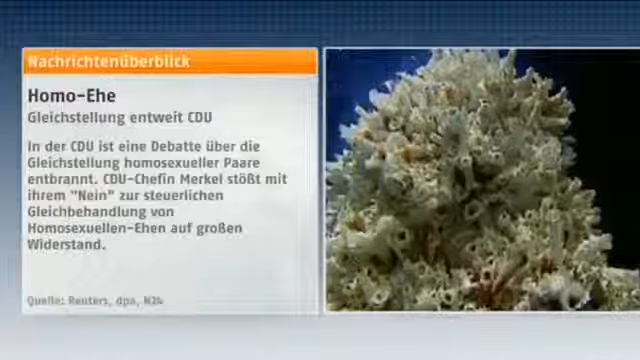 Nachrichtenüberblick
Homo-Ehe
Gleichstellung entweit CDU
In der CDU ist eine Debatte über die
Gleichstellung homosexueller Paare
entbrannt. CDU-Chefin Merkel stößt mit
ihrem "Nein" zur steuerlichen
Gleichbehandlung von
Homosexuellen-Ehen auf großen
Widerstand.
Quelle: Reuters, dpa, N24